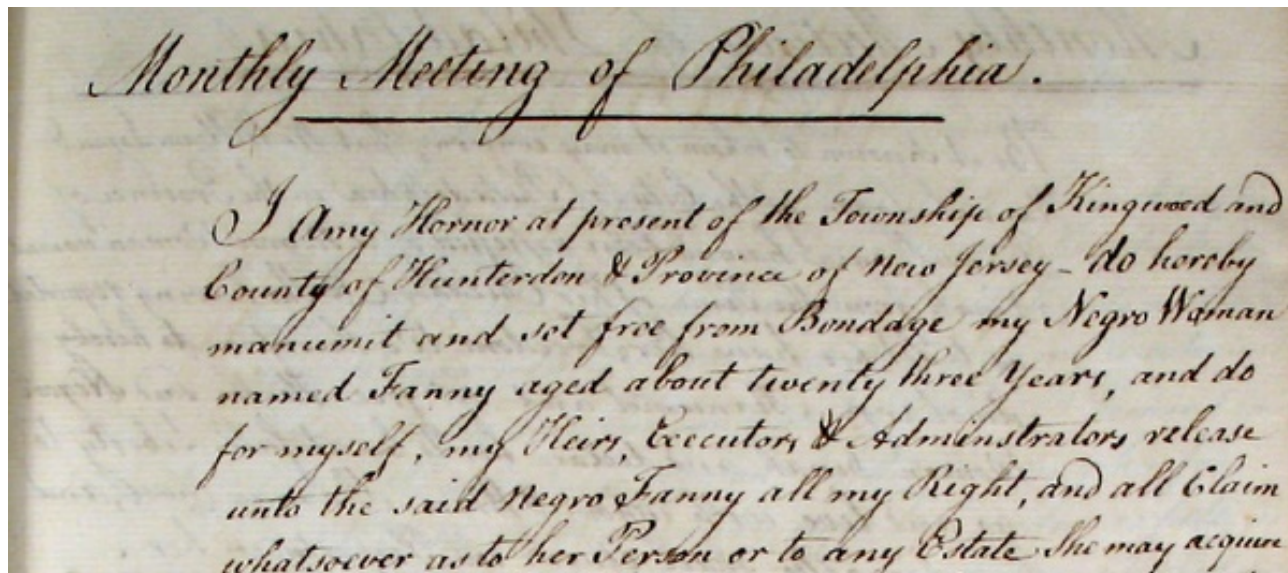 Monthly Meeting of Philadelphia.
I Amy Hornor at present of the Township of Kingwood and
County of Hunterdon & Province of New Jersey - do hereby
manumit and set free from Bondage my Negro Woman
named Fanny aged about twenty three Years, and do
for myself, my Heirs, Executors, & Adminstrators release
unto the said Negro Fanny all my Right, and all Claim
whatsoever as to her Person or to any Estate She may acquire